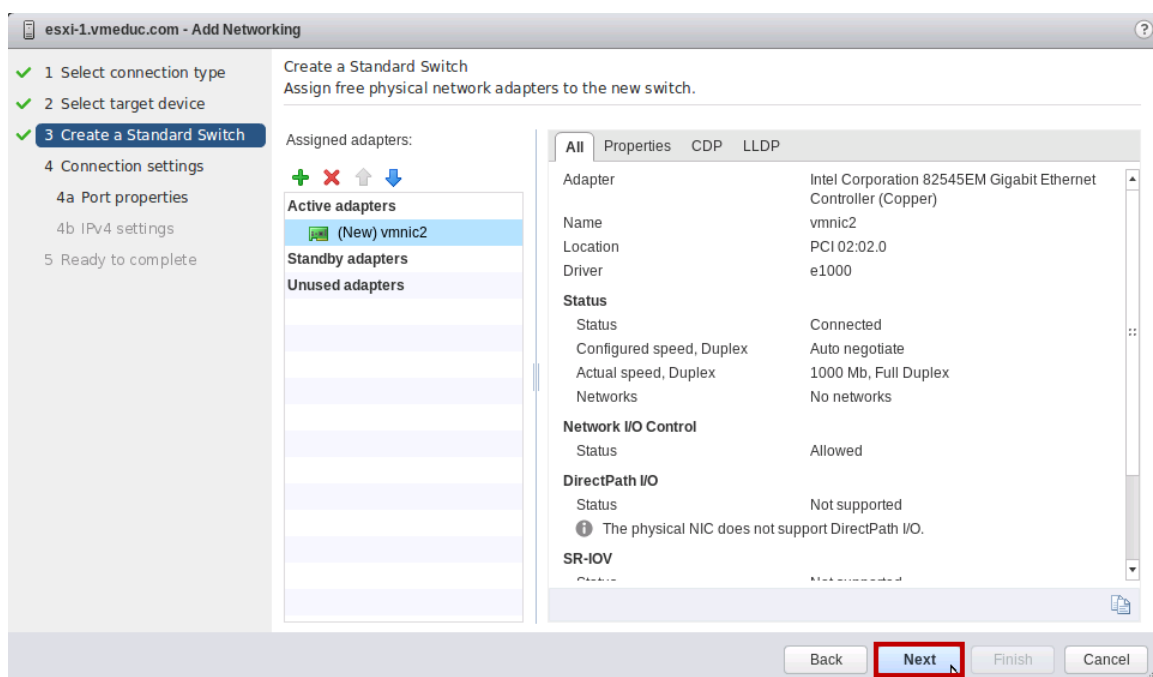 esxi-1.vmeduc.com - Add Networking
?
1 Select connection type
2 Select target device
3 Create a Standard Switch
4 Connection settings
4a Port properties
4b IPv4 settings
5 Ready to complete
Create a Standard Switch
Assign free physical network adapters to the new switch.
Assigned adapters:
Active adapters
(New) vmnic2
Standby adapters
Unused adapters
All Properties CDP LLDP
Adapter Intel Corporation 82545EM Gigabit Ethernet
Controller (Copper)
Name vmnic2
Location PCI 02:02.0
Driver e1000
Status
Status Connected
Configured speed, Duplex Auto negotiate
Actual speed, Duplex 1000 Mb, Full Duplex
Networks No networks
Network I/O Control
Status Allowed
DirectPath I/O
Status Not supported
The physical NIC does not support DirectPath I/O.
SR-IOV
Status Not supported
Back Next Finish Cancel